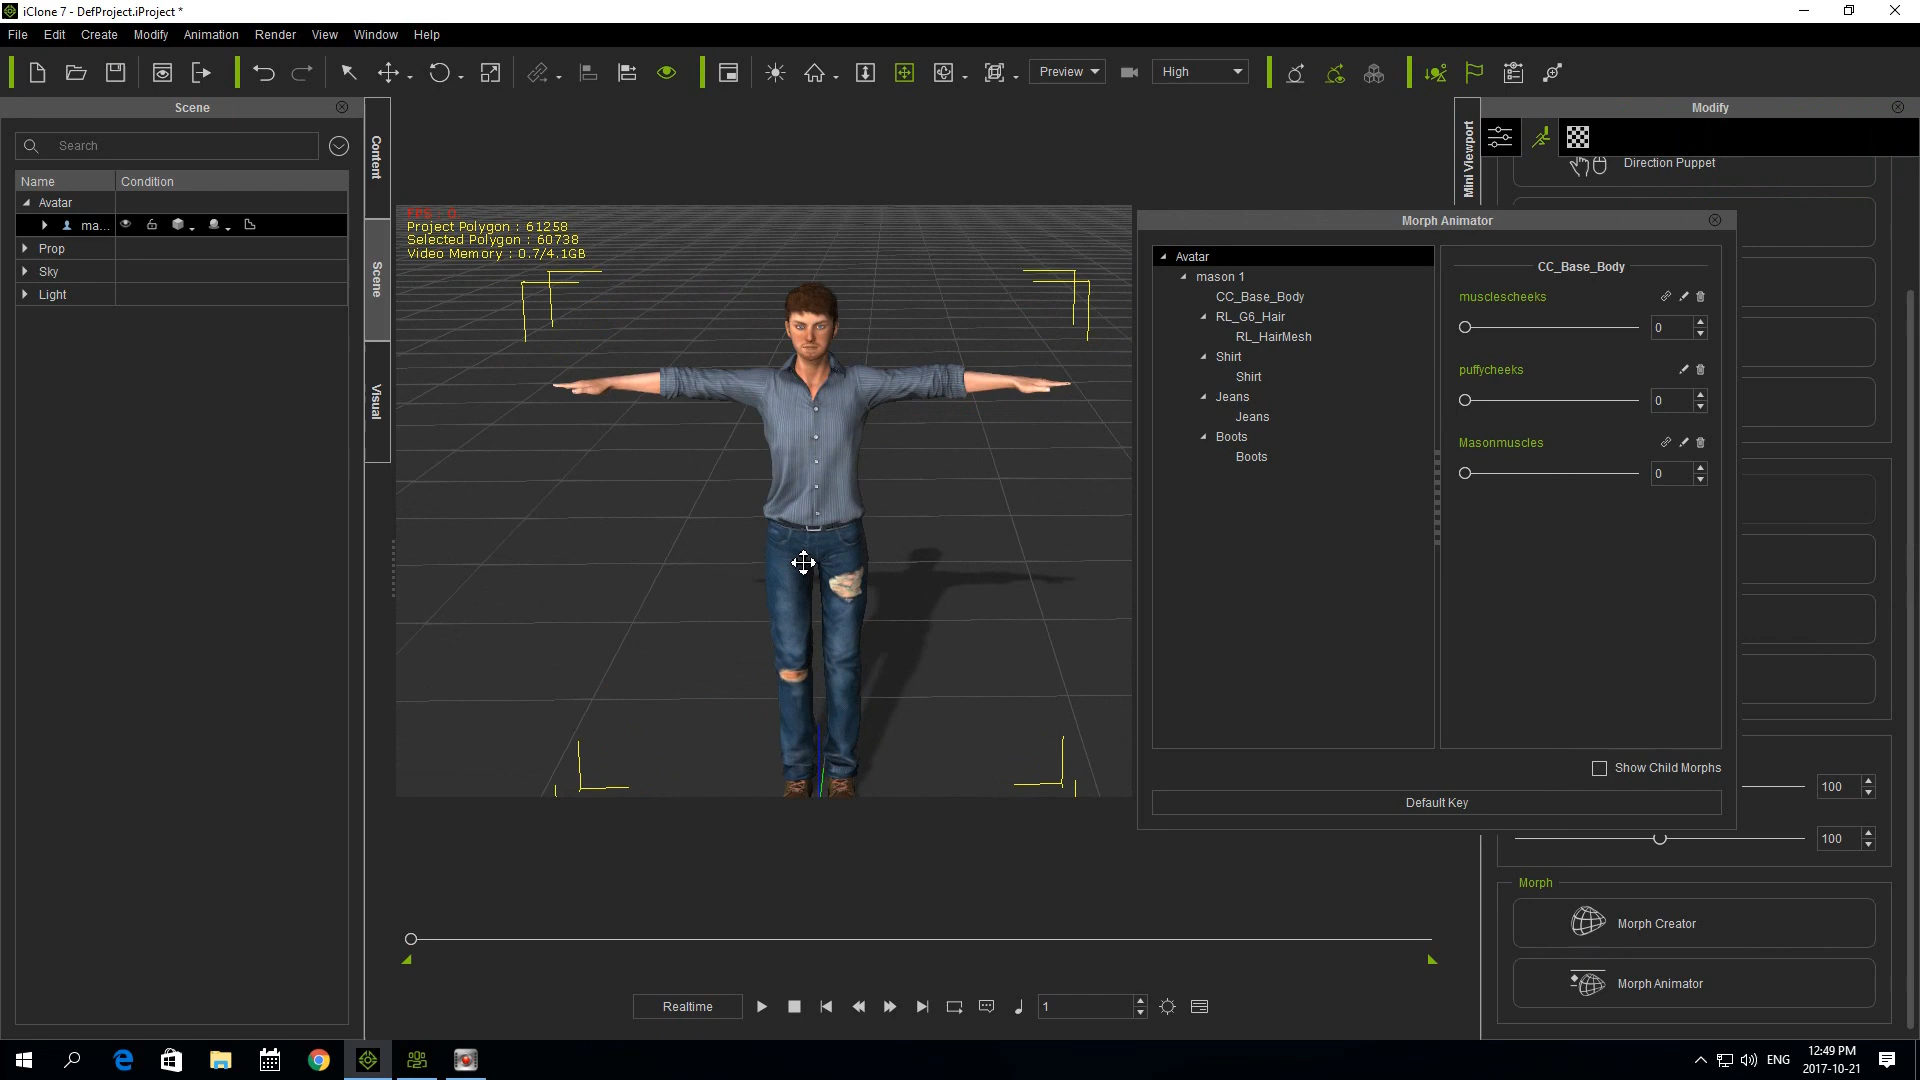 iClone 7 - DefProject.iProject *
File Edit Create Modify Animation Render View Window Help
Preview
High
Scene
Search
Name Condition
Avatar
ma...
Prop
Sky
Light
Content
Scene
Visual
FPS : 0
Project Polygon : 61258
Selected Polygon : 60738
Video Memory : 0.7/4.1GB
Morph Animator
Avatar
mason 1
CC_Base_Body
RL_G6_Hair
RL_HairMesh
Shirt
Shirt
Jeans
Jeans
Boots
Boots
CC_Base_Body
musclescheeks
0
puffycheeks
0
Masonmuscles
0
Show Child Morphs
Default Key
Mini Viewport
Modify
Direction Puppet
100
100
Morph
Morph Creator
Morph Animator
Realtime
1
ENG
12:49 PM
2017-10-21